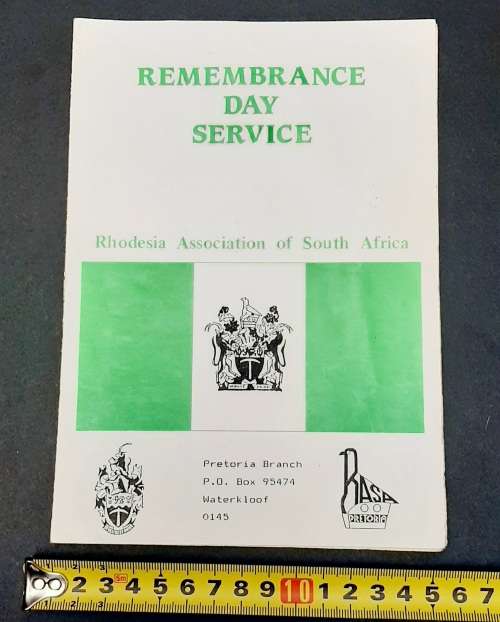 REMEMBRANCE
DAY
SERVICE
Rhodesia Association of South Africa
Pretoria Branch
P.O. Box 95474
Waterkloof
0145
RASA
PRETORIA
2 3 5m 4 5 6 7 8 9 10 1 2 3 4 5 6 7